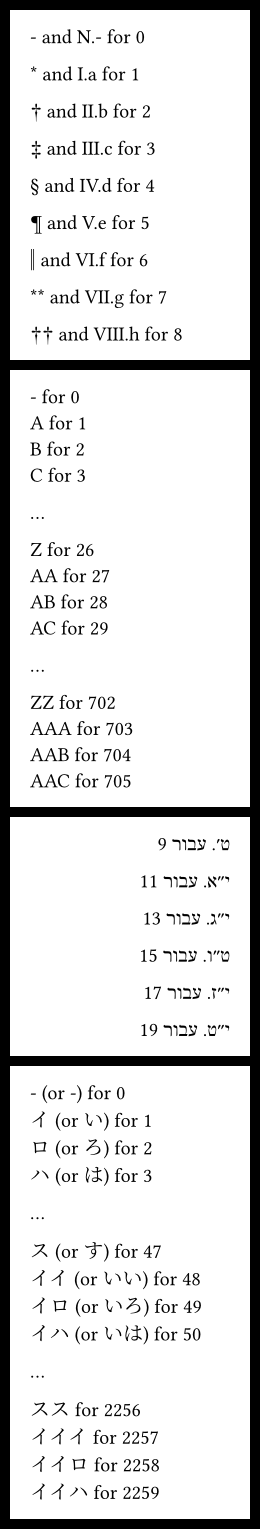 - and N.- for 0
* and I.a for 1
† and II.b for 2
‡ and III.c for 3
§ and IV.d for 4
¶ and V.e for 5
‖ and VI.f for 6
** and VII.g for 7
†† and VIII.h for 8
- for 0
A for 1
B for 2
C for 3
...
Z for 26
AA for 27
AB for 28
AC for 29
...
ZZ for 702
AAA for 703
AAB for 704
AAC for 705
ט׳. עבור 9
י״א. עבור 11
י״ג. עבור 13
ט״ו. עבור 15
י״ז. עבור 17
י״ט. עבור 19
- (or -) for 0
イ (or い) for 1
ロ (or ろ) for 2
ハ (or は) for 3
...
ス (or す) for 47
イイ (or いい) for 48
イロ (or いろ) for 49
イハ (or いは) for 50
...
スス for 2256
イイイ for 2257
イイロ for 2258
イイハ for 2259